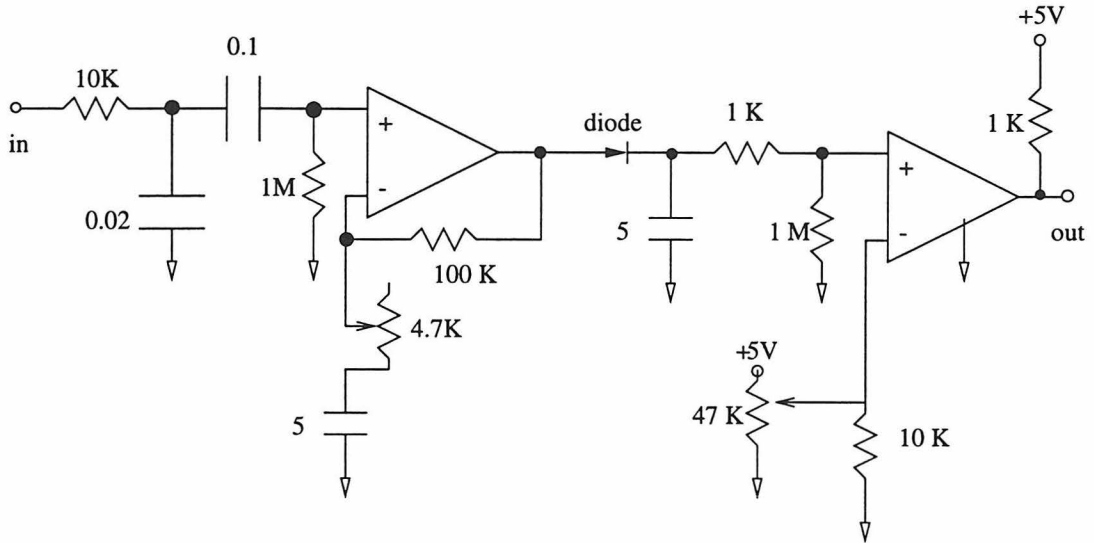 in
10K
0.02
0.1
1M
+
-
100 K
4.7K
5
diode
5
1 K
1 M
+
-
+5V
47 K
10 K
+5V
1 K
out